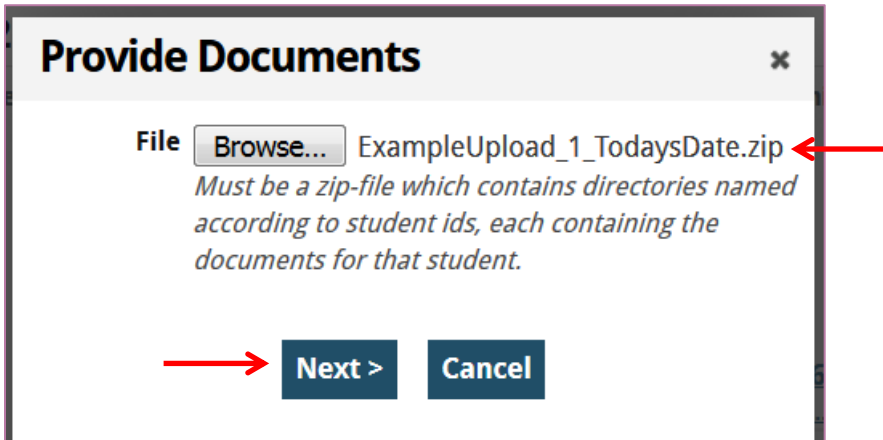 Provide Documents ×
File Browse... ExampleUpload_1_TodaysDate.zip
Must be a zip-file which contains directories named
according to student ids, each containing the
documents for that student.
Next > Cancel